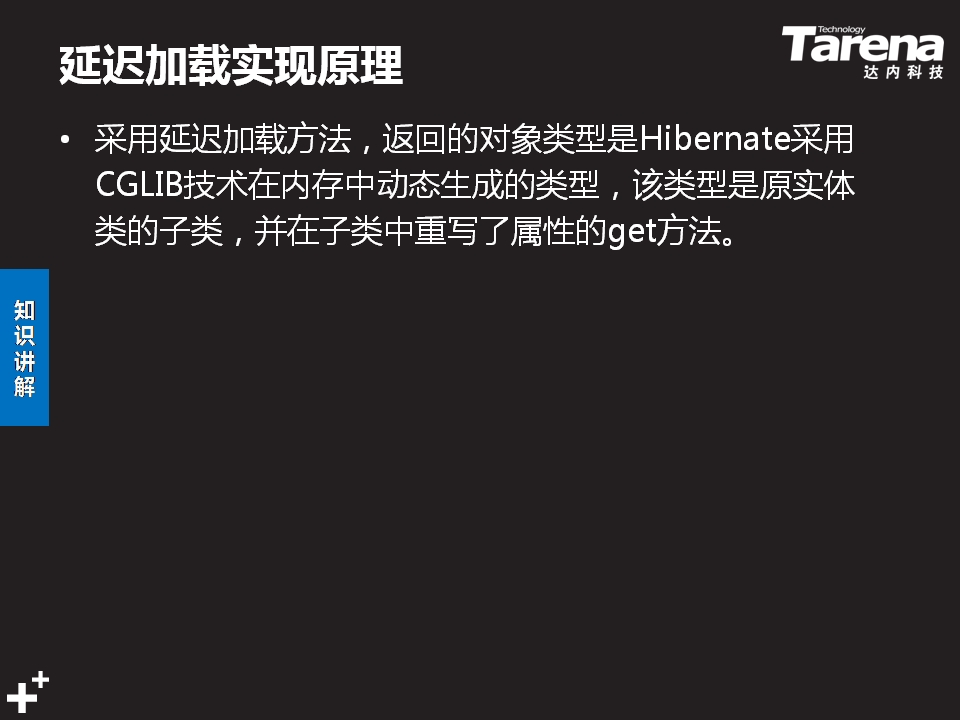 延迟加载实现原理
Technology
Tarena
达内科技
• 采用延迟加载方法，返回的对象类型是Hibernate采用
CGLIB技术在内存中动态生成的类型，该类型是原实体
类的子类，并在子类中重写了属性的get方法。
知
识
讲
解